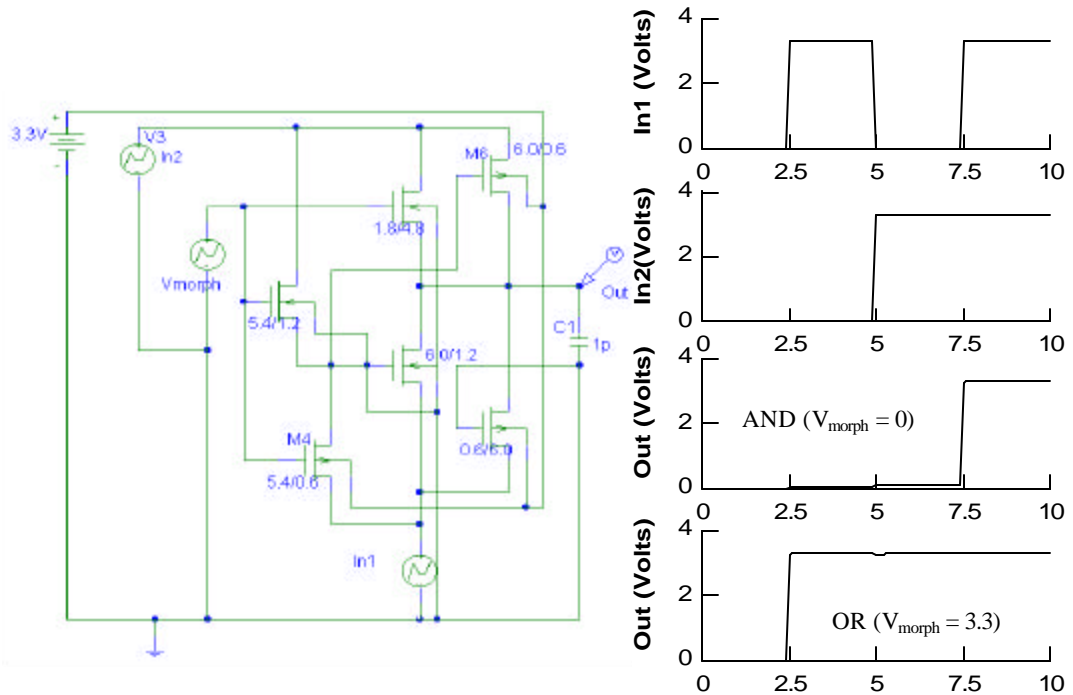 3.3V
+
-
V3
In2
Vmorph
5.4/1.2
M4
5.4/0.6
1.8/4.8
M6
6.0/0.6
6.0/1.2
0.6/6.0
In1
V
Out
C1
1p
In1 (Volts)
4
2
0
0 2.5 5 7.5 10
In2(Volts)
4
2
0
0 2.5 5 7.5 10
Out (Volts)
4
2
0
AND (Vmorph = 0)
0 2.5 5 7.5 10
Out (Volts)
4
2
0
OR (Vmorph = 3.3)
0 2.5 5 7.5 10